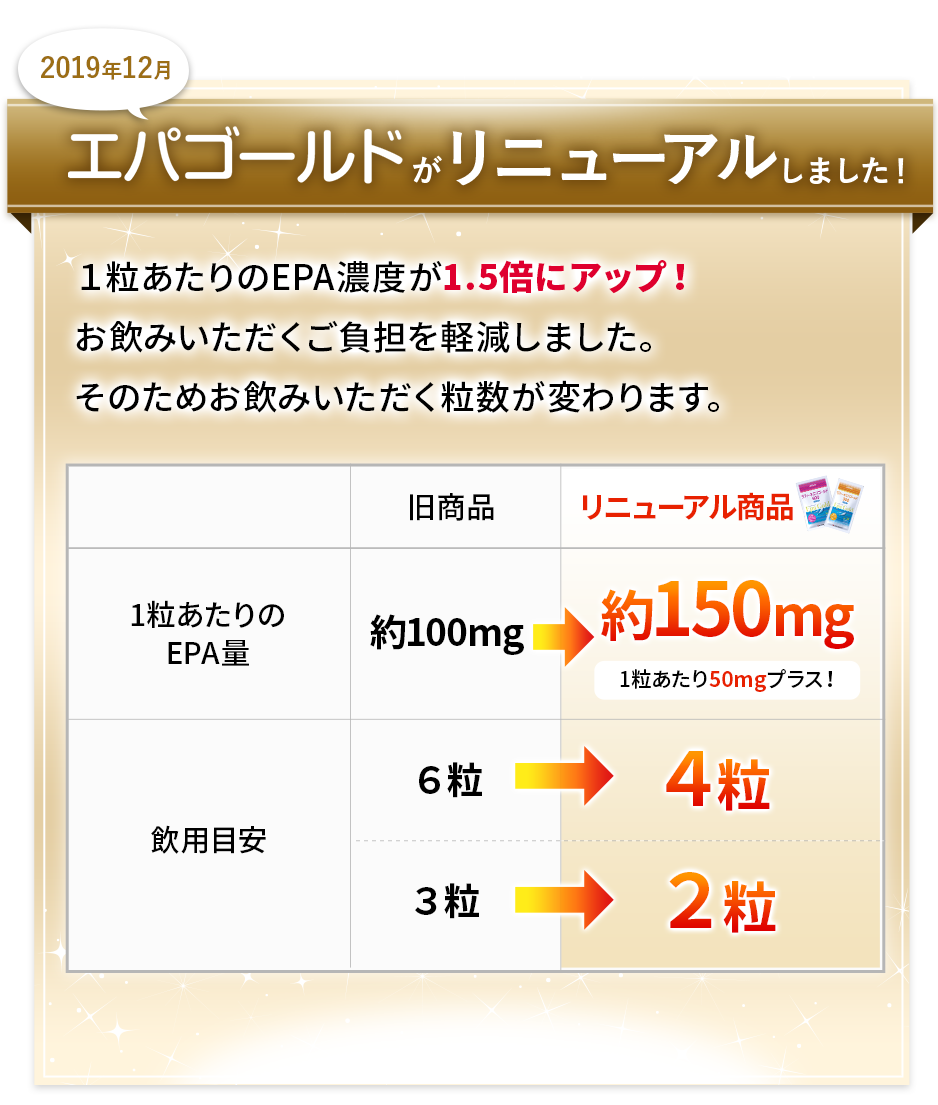 2019年12月
エパゴールドがリニューアルしました！
１粒あたりのEPA濃度が1.5倍にアップ！
お飲みいただくご負担を軽減しました。
そのためお飲みいただく粒数が変わります。
旧商品
リニューアル商品
1粒あたりの
EPA量
約100mg
約150mg
1粒あたり50mgプラス！
飲用目安
６粒
4粒
３粒
２粒